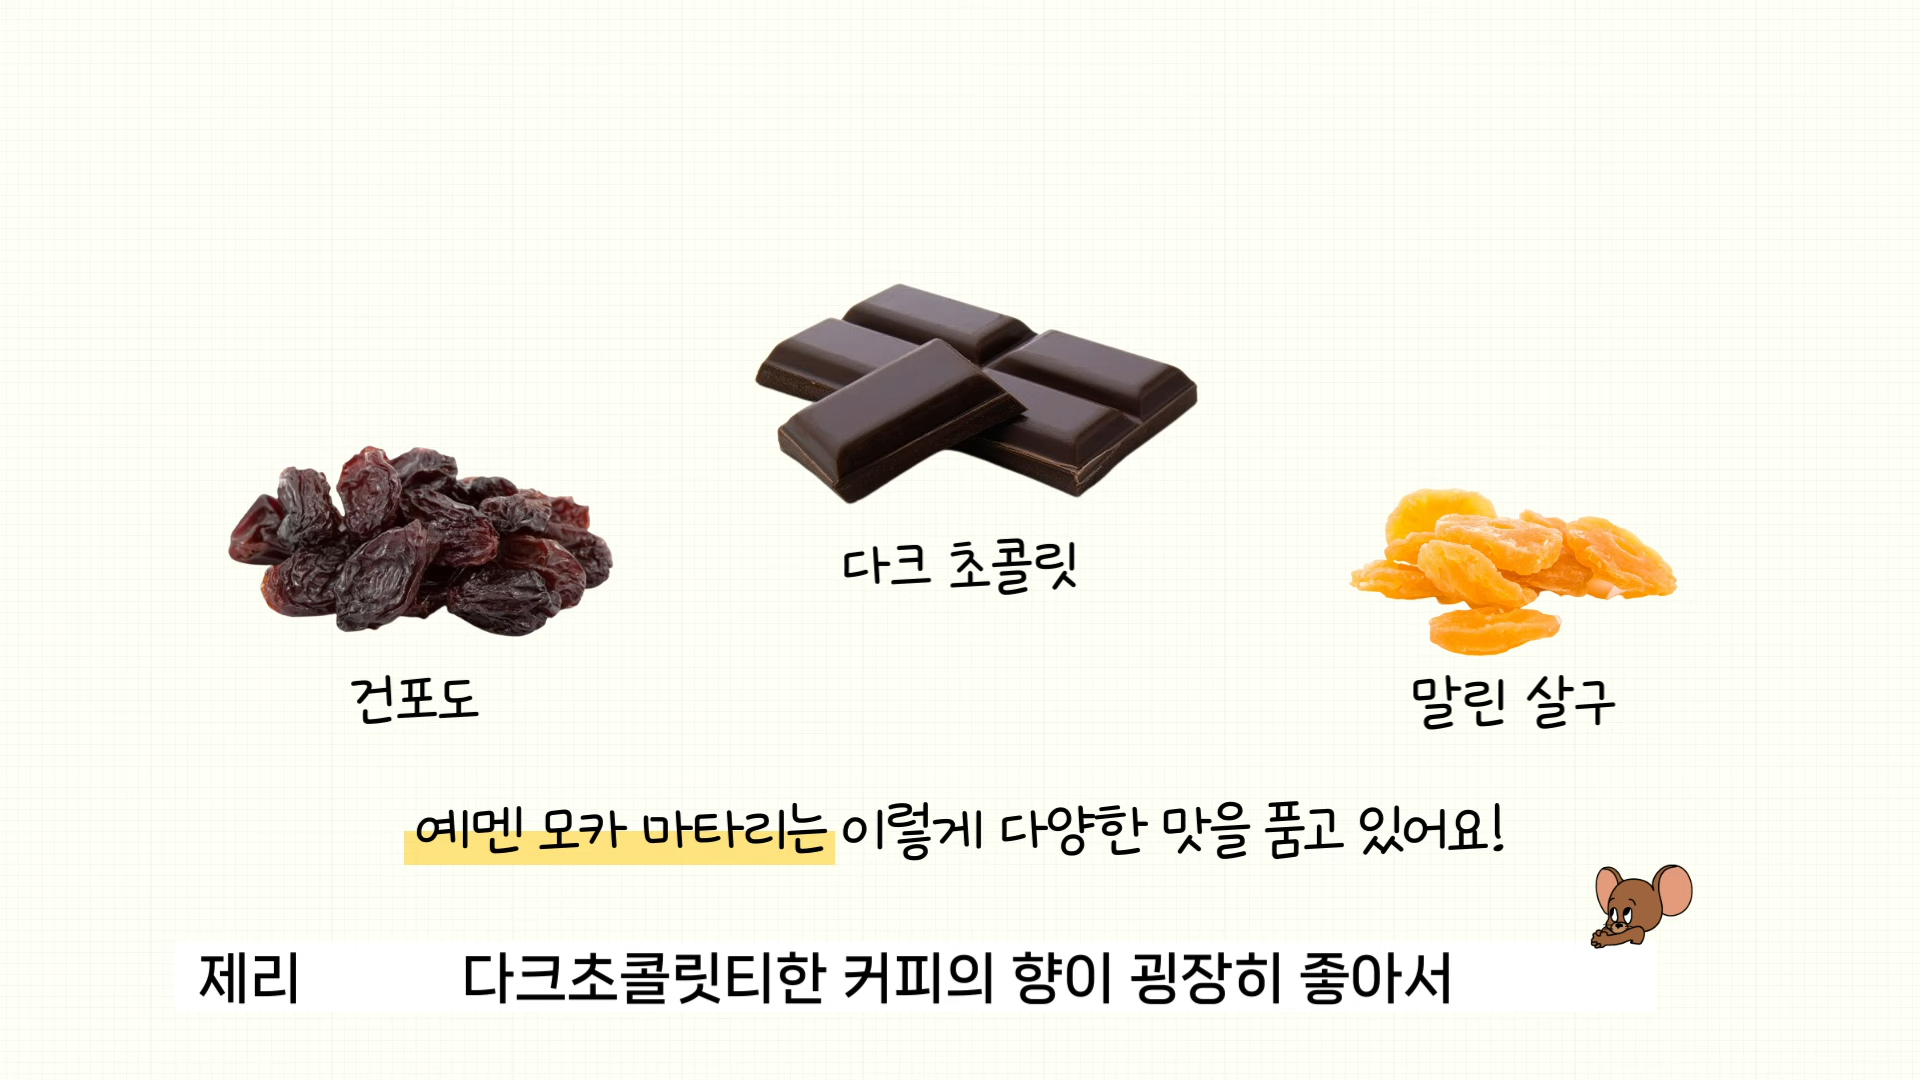 다크 초콜릿
건포도
말린 살구
예멘 모카 마타리는 이렇게 다양한 맛을 품고 있어요!
제리 다크초콜릿티한 커피의 향이 굉장히 좋아서